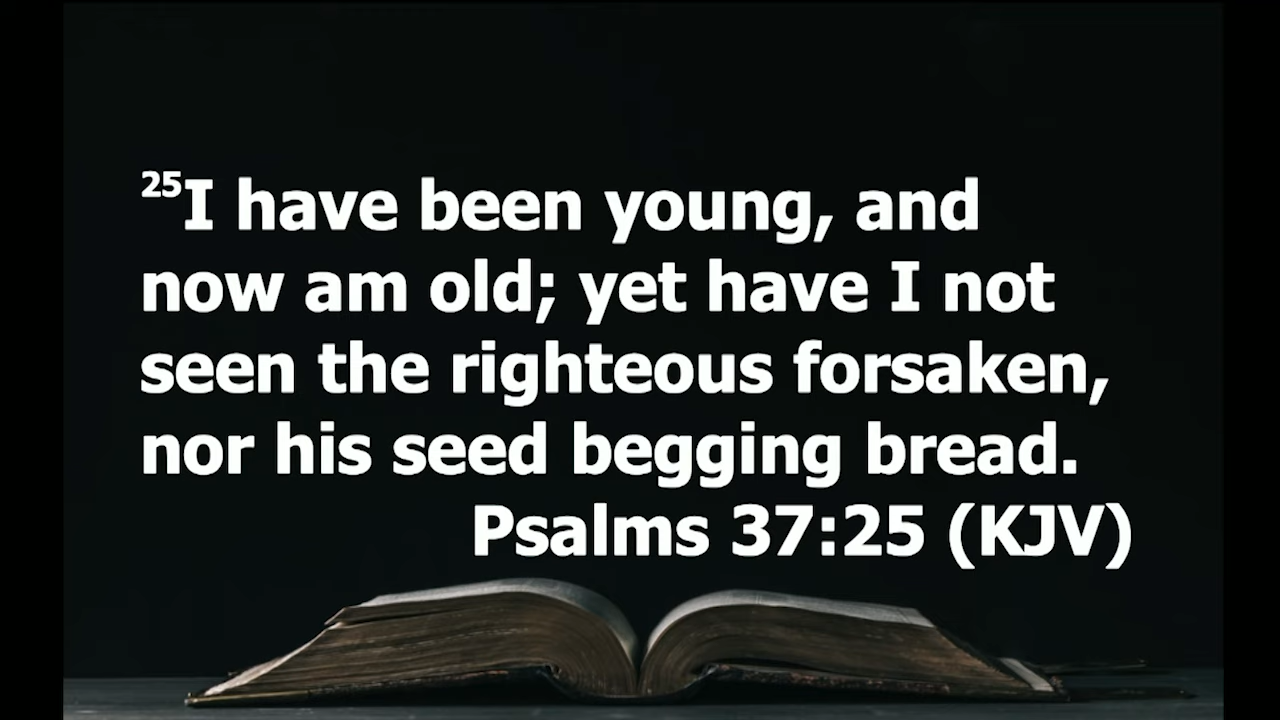 ²⁵I have been young, and
now am old; yet have I not
seen the righteous forsaken,
nor his seed begging bread.
Psalms 37:25 (KJV)